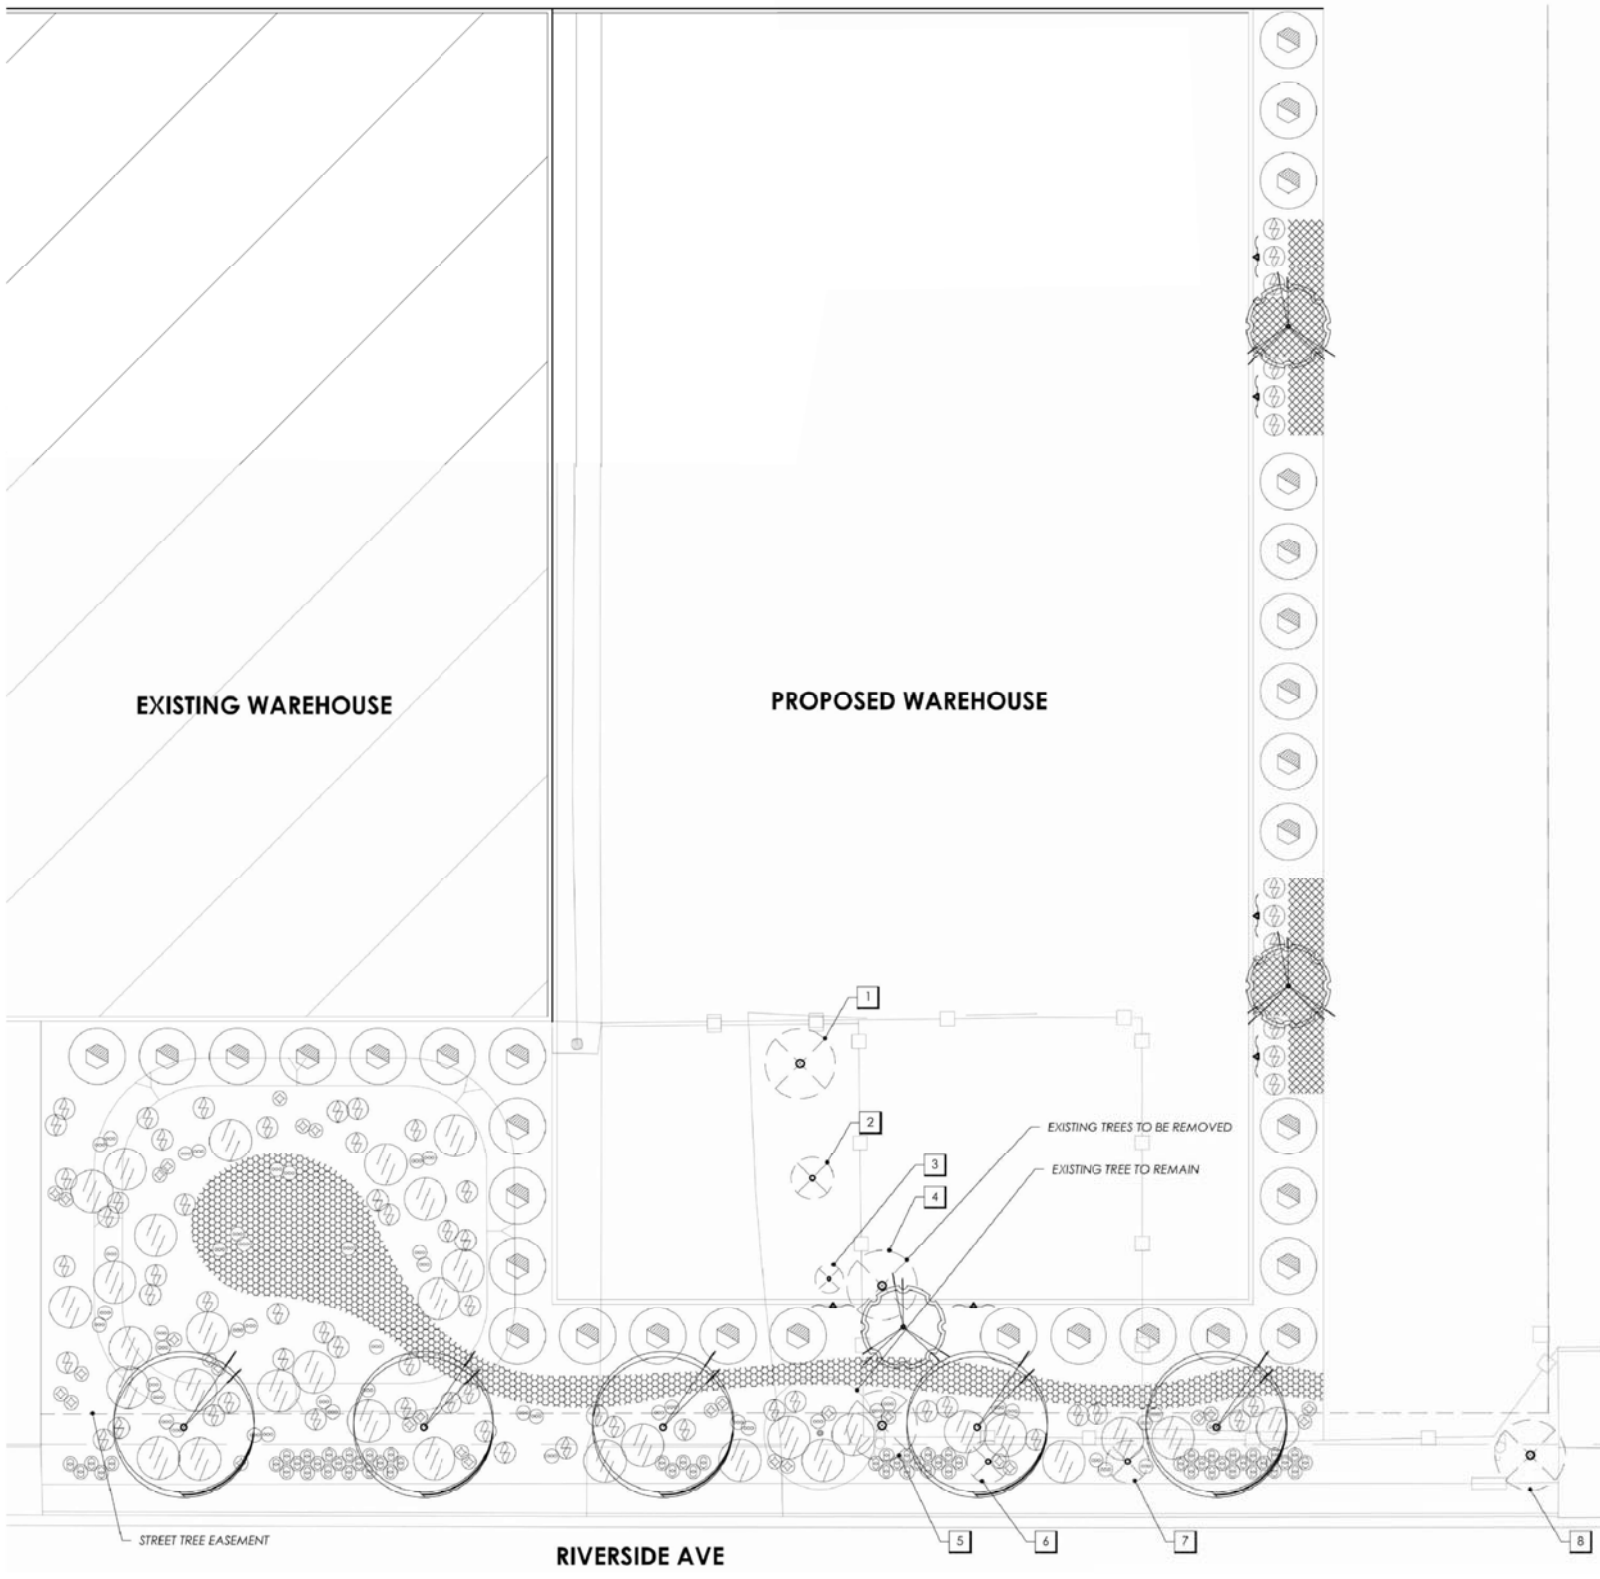 PROPOSED WAREHOUSE
EXISTING WAREHOUSE
1
2
EXISTING TREES TO BE REMOVED
3
EXISTING TREE TO REMAIN
4
STREET TREE EASEMENT
5
6
7
8
RIVERSIDE AVE